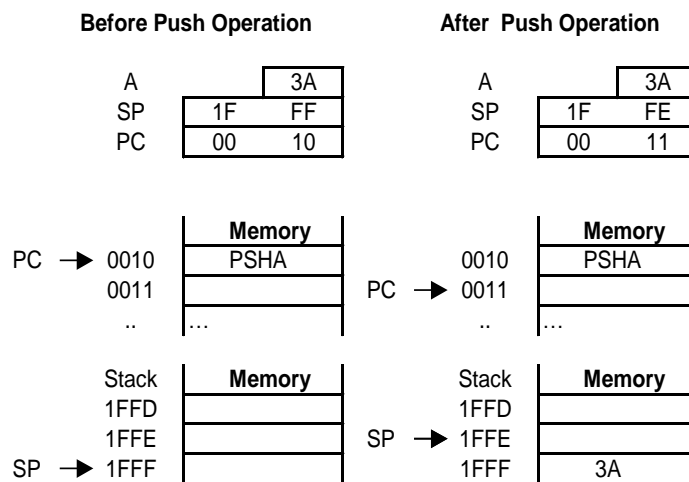 Before Push Operation After Push Operation
A 3A A 3A
SP 1F FF SP 1F FE
PC 00 10 PC 00 11
Memory Memory
PC 0010 PSHA 0010 PSHA
0011 PC 0011
.. ... .. ...
Stack Memory Stack Memory
1FFD 1FFD
1FFE SP 1FFE
SP 1FFF 1FFF 3A